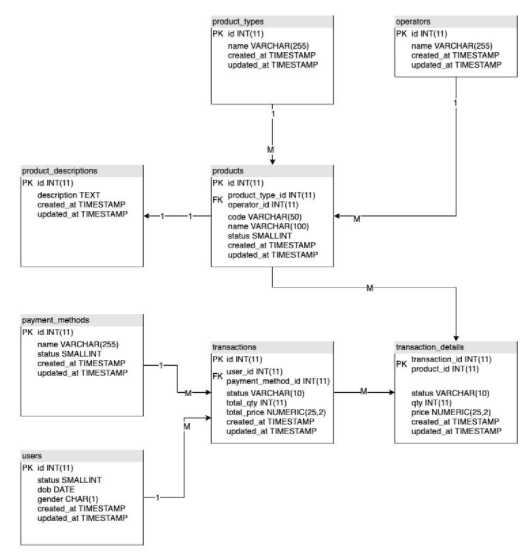 product_types
PK id INT(11)
name VARCHAR(255)
created_at TIMESTAMP
updated_at TIMESTAMP
operators
PK id INT(11)
name VARCHAR(255)
created_at TIMESTAMP
updated_at TIMESTAMP
1
1
M
product_descriptions
PK id INT(11)
description TEXT
created_at TIMESTAMP
updated_at TIMESTAMP
1
1
products
PK id INT(11)
FK product_type_id INT(11)
operator_id INT(11)
code VARCHAR(50)
name VARCHAR(100)
status SMALLINT
created_at TIMESTAMP
updated_at TIMESTAMP
M
M
payment_methods
PK id INT(11)
name VARCHAR(255)
status SMALLINT
created_at TIMESTAMP
updated_at TIMESTAMP
1
M
transactions
PK id INT(11)
FK user_id INT(11)
payment_method_id INT(11)
status VARCHAR(10)
total_qty INT(11)
total_price NUMERIC(25,2)
created_at TIMESTAMP
updated_at TIMESTAMP
M
transaction_details
PK transaction_id INT(11)
product_id INT(11)
status VARCHAR(10)
qty INT(11)
price NUMERIC(25,2)
created_at TIMESTAMP
updated_at TIMESTAMP
M
users
PK id INT(11)
status SMALLINT
dob DATE
gender CHAR(1)
created_at TIMESTAMP
updated_at TIMESTAMP
1